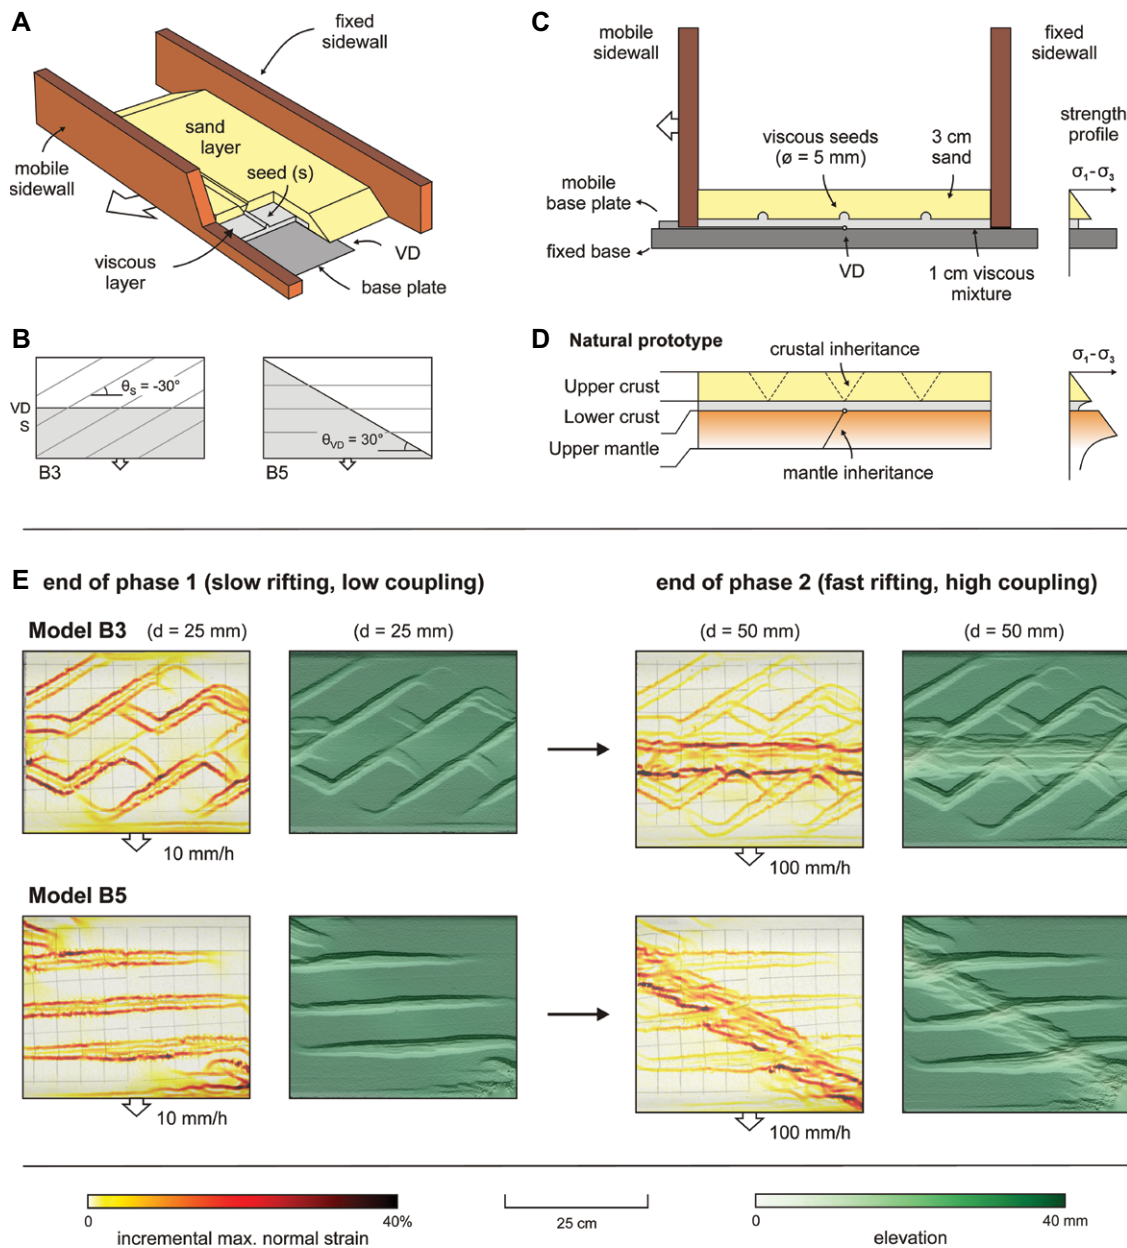 A
fixed
sidewall
sand
layer
seed (s)
mobile
sidewall
viscous
layer
VD
base plate
C
mobile
sidewall
fixed
sidewall
viscous seeds
(ø = 5 mm)
3 cm
sand
strength
profile
σ1-σ3
mobile
base plate
fixed base
VD
1 cm viscous
mixture
B
θS = -30°
VD
S
B3
θVD = 30°
B5
D Natural prototype
crustal inheritance
σ1-σ3
Upper crust
Lower crust
Upper mantle
mantle inheritance
E end of phase 1 (slow rifting, low coupling)
end of phase 2 (fast rifting, high coupling)
Model B3 (d = 25 mm)
(d = 25 mm)
(d = 50 mm)
(d = 50 mm)
10 mm/h
100 mm/h
Model B5
10 mm/h
100 mm/h
0
40%
incremental max. normal strain
25 cm
0
40 mm
elevation